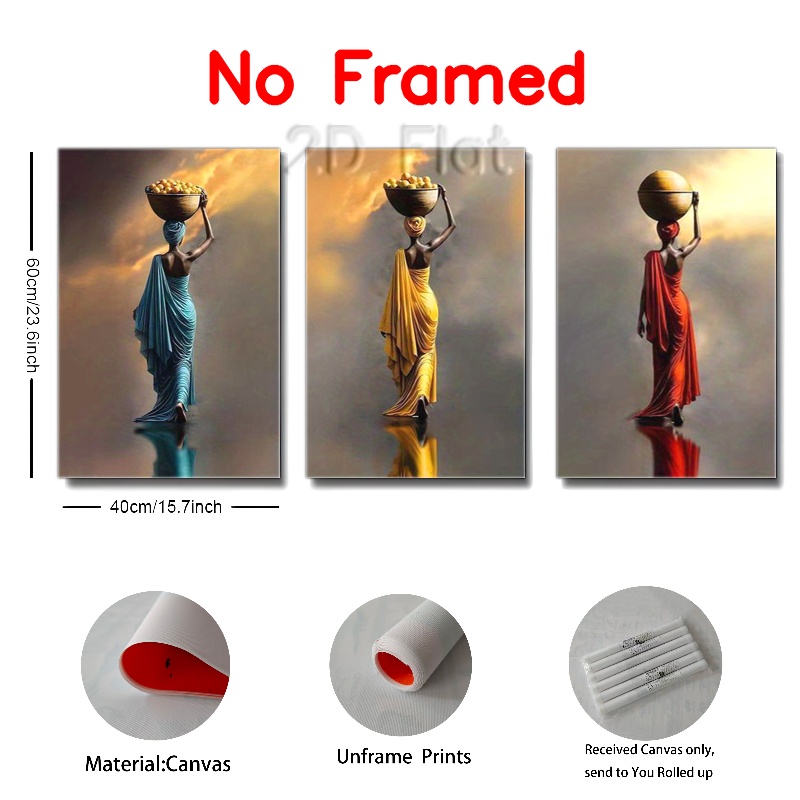 No Framed
2D Flat
60cm/23.6inch
40cm/15.7inch
Material:Canvas
Unframe Prints
Received Canvas only,
send to You Rolled up